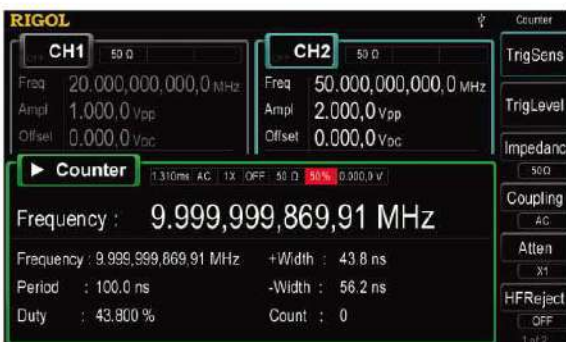 RIGOL
Counter
CH1 50 Ω
CH2 50 Ω
TrigSens
Freq 20.000,000,000,0 MHz
Freq 50.000,000,000,0 MHz
Ampl 1.000,0 Vpp
Ampl 2.000,0 Vpp
TrigLevel
Offset 0.000,0 VDC
Offset 0.000,0 VDC
Impedanc
50Ω
Counter
1.310ms AC 1X OFF 50 Ω 50% 0.000,0 V
Coupling
AC
Frequency : 9.999,999,869,91 MHz
Atten
X1
Frequency : 9.999,999,869,91 MHz +Width : 43.8 ns
Period : 100.0 ns -Width : 56.2 ns
HFReject
OFF
Duty : 43.800 % Count : 0
1 of 2